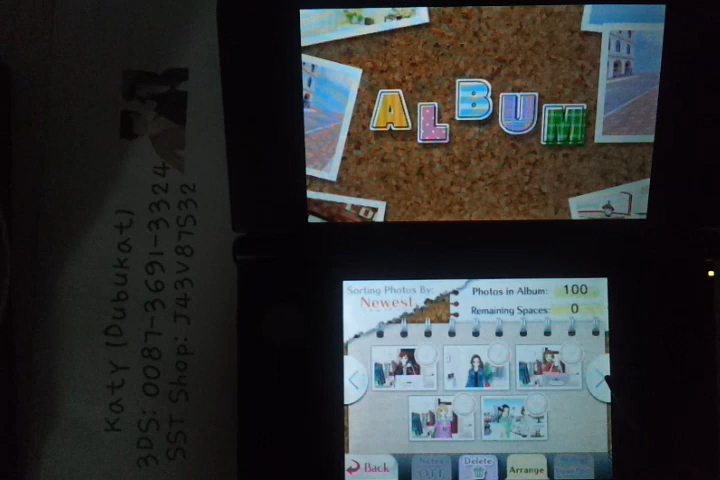 Katy (Dubukat)
3DS: 0087-3691-3324
SST Shop: J43V87532
ALBUM
Sorting Photos By:
Newest
Photos in Album: 100
Remaining Spaces: 0
Back
Delete
Arrange